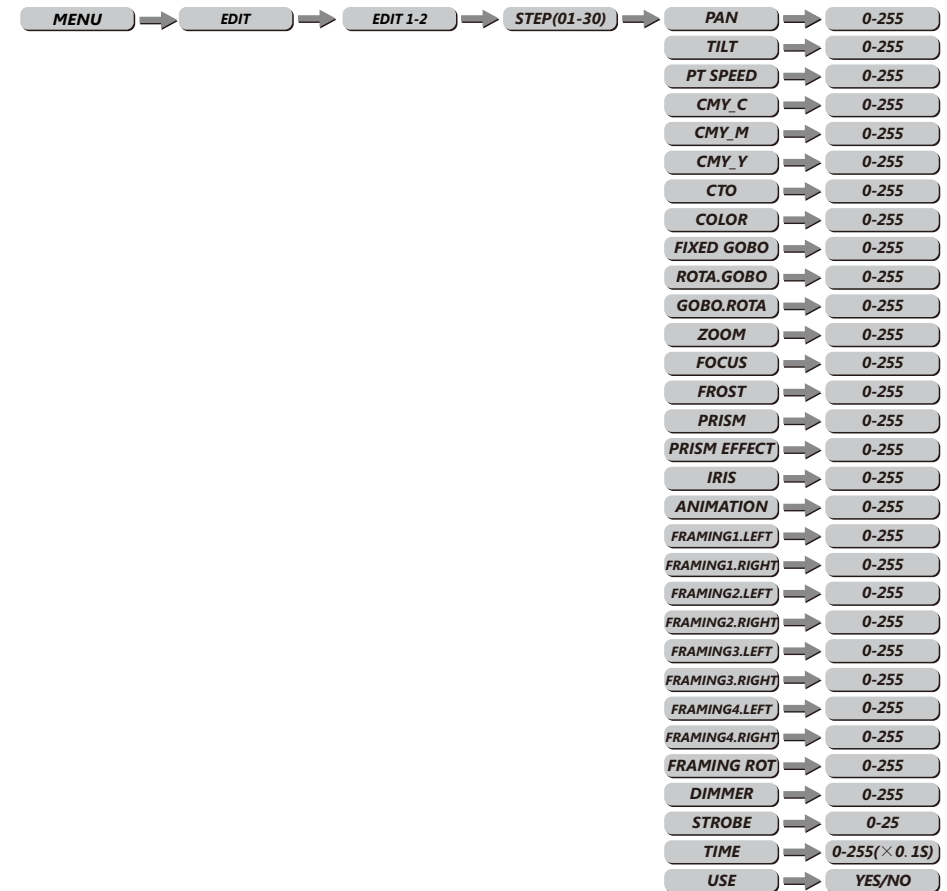 MENU EDIT EDIT 1-2 STEP(01-30) PAN 0-255
TILT 0-255
PT SPEED 0-255
CMY_C 0-255
CMY_M 0-255
CMY_Y 0-255
CTO 0-255
COLOR 0-255
FIXED GOBO 0-255
ROTA.GOBO 0-255
GOBO.ROTA 0-255
ZOOM 0-255
FOCUS 0-255
FROST 0-255
PRISM 0-255
PRISM EFFECT 0-255
IRIS 0-255
ANIMATION 0-255
FRAMING1.LEFT 0-255
FRAMING1.RIGHT 0-255
FRAMING2.LEFT 0-255
FRAMING2.RIGHT 0-255
FRAMING3.LEFT 0-255
FRAMING3.RIGHT 0-255
FRAMING4.LEFT 0-255
FRAMING4.RIGHT 0-255
FRAMING ROT 0-255
DIMMER 0-255
STROBE 0-25
TIME 0-255(×0.1S)
USE YES/NO